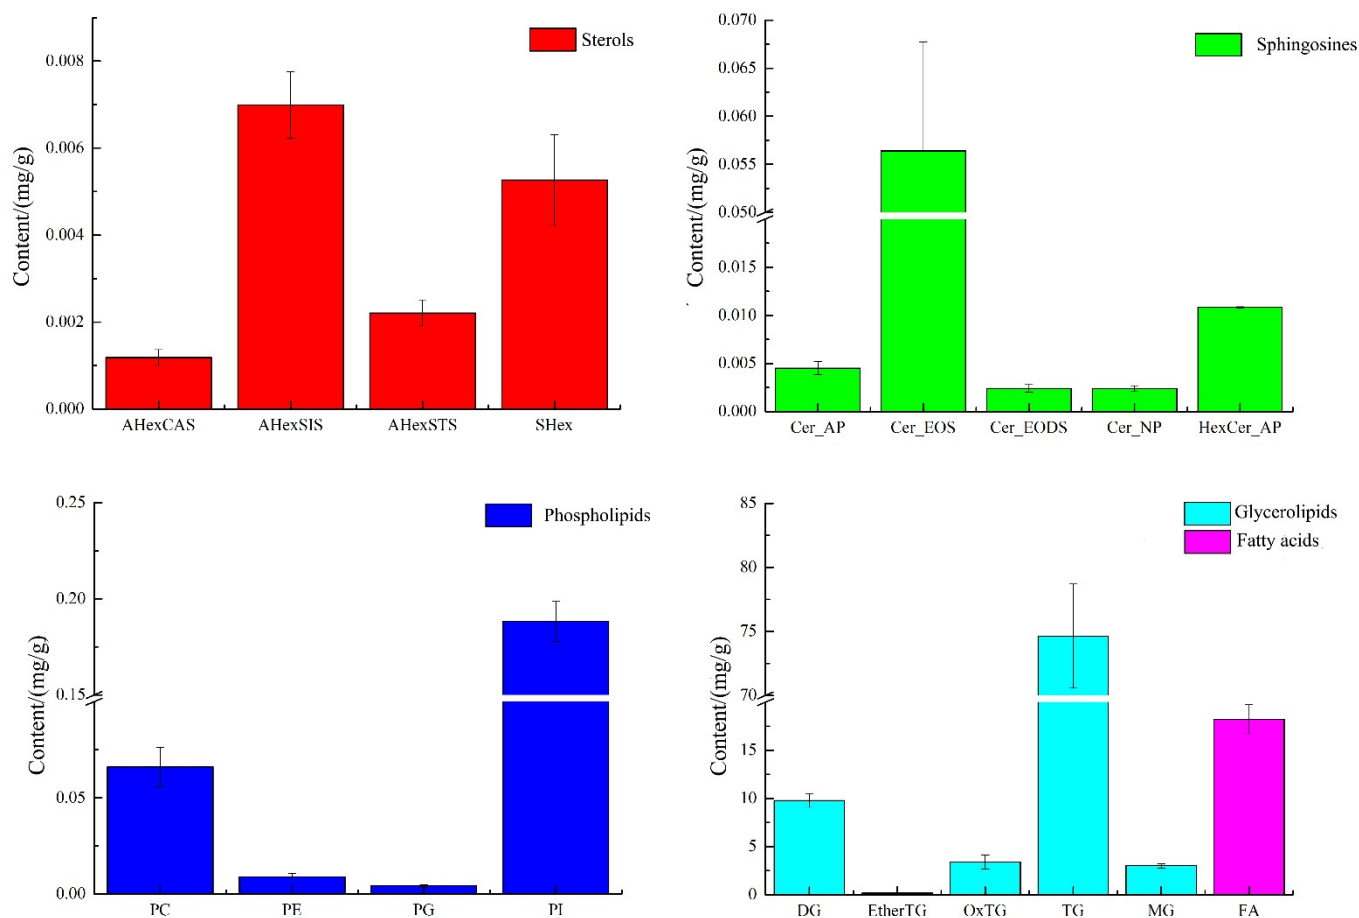 Sterols
Content/(mg/g)
0.008
0.006
0.004
0.002
0.000
AHexCAS AHexSIS AHexSTS SHex
Sphingosines
Content/(mg/g)
0.070
0.065
0.060
0.055
0.050
0.015
0.010
0.005
0.000
Cer_AP Cer_EOS Cer_EODS Cer_NP HexCer_AP
Phospholipids
Content/(mg/g)
0.25
0.20
0.15
0.05
0.00
PC PE PG PI
Glycerolipids
Fatty acids
Content/(mg/g)
85
80
75
70
15
10
5
0
DG EtherTG OxTG TG MG FA